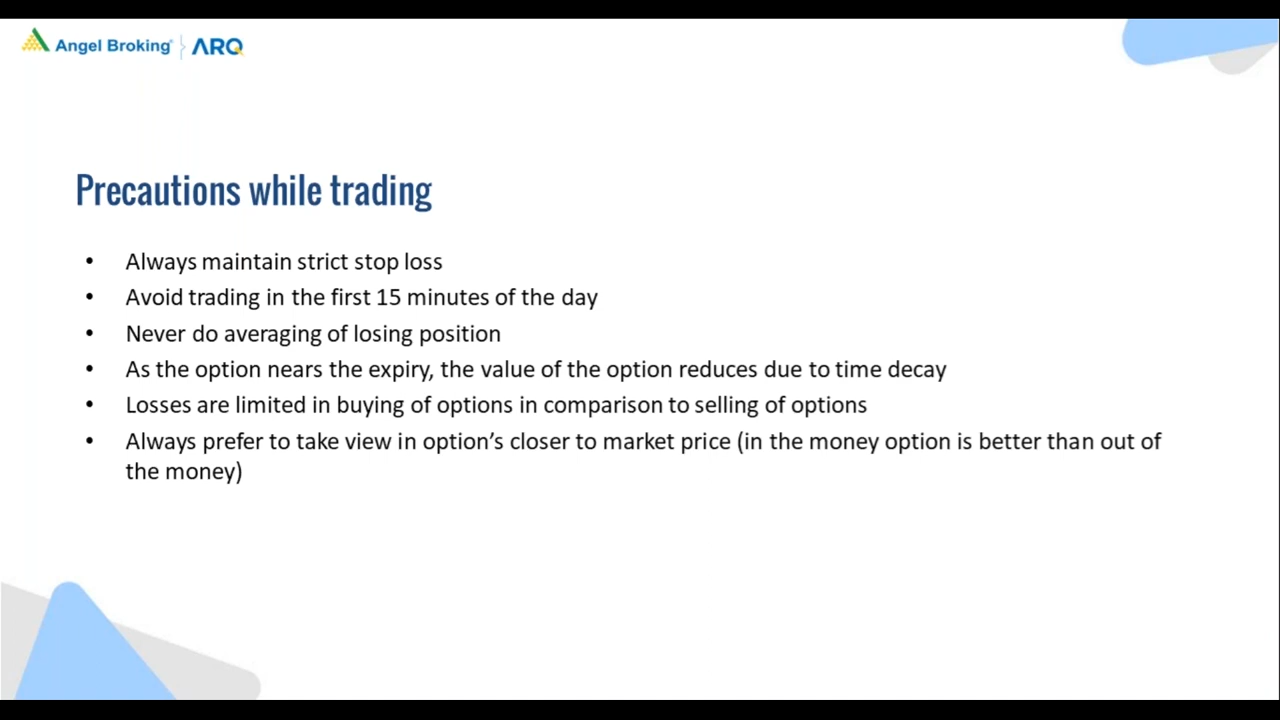 Angel Broking ARQ
Precautions while trading
• Always maintain strict stop loss
• Avoid trading in the first 15 minutes of the day
• Never do averaging of losing position
• As the option nears the expiry, the value of the option reduces due to time decay
• Losses are limited in buying of options in comparison to selling of options
• Always prefer to take view in option’s closer to market price (in the money option is better than out of
the money)